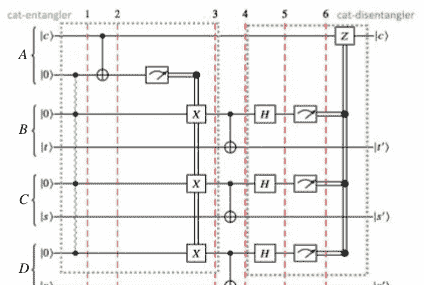 cat-entangler cat-disentangler
1 2 3 4 5 6
A |c⟩ Z |c⟩
|0⟩
B |0⟩ X H
|t⟩ |t'⟩
C |0⟩ X H
|s⟩ |s'⟩
D |0⟩ X H